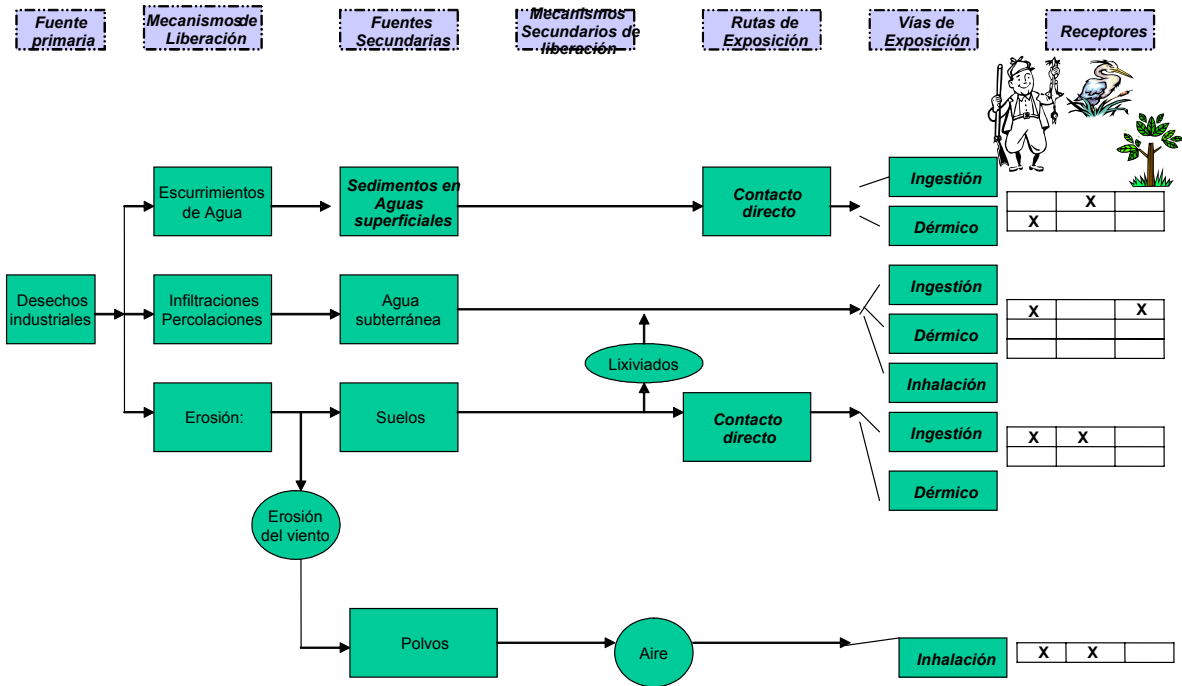 Fuente
primaria
Mecanismos de
Liberación
Fuentes
Secundarias
Mecanismos
Secundarios de
liberación
Rutas de
Exposición
Vías de
Exposición
Receptores
Escurrimientos
de Agua
Sedimentos en
Aguas
superficiales
Contacto
directo
Ingestión
Dérmico
X
X
Desechos
industriales
Infiltraciones
Percolaciones
Agua
subterránea
Lixiviados
Ingestión
Dérmico
Inhalación
X X
Erosión:
Suelos
Contacto
directo
Ingestión
Dérmico
X X
Erosión
del viento
Polvos
Aire
Inhalación
X X